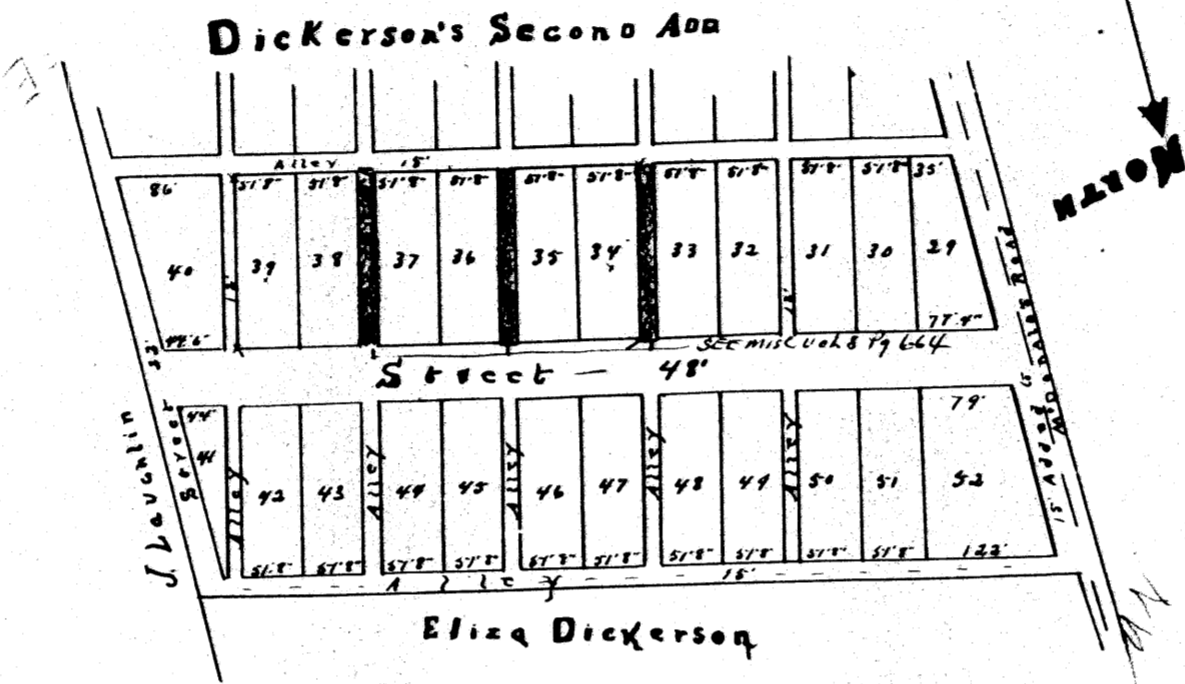 Dickerson's Second Add
NORTH
Alley 15'
86' 51'8" 51'8" 51'8" 51'8" 51'8" 51'8" 51'8" 51'8" 51'8" 51'8" 35'
40 39 38 37 36 35 34 33 32 31 30 29
12' 12'
44'6" 77'4"
SEE MISC Vol 8 Pg 664
Street — 48'
33'
J. Laughlin
Street
McDonald's Road
15' Added
15
44' 79'
41 42 43 44 45 46 47 48 49 50 51 52
Alley Alley Alley Alley Alley
51'8" 51'8" 51'8" 51'8" 51'8" 51'8" 51'8" 51'8" 51'8" 51'8" 122'
Alley 15'
Eliza Dickerson